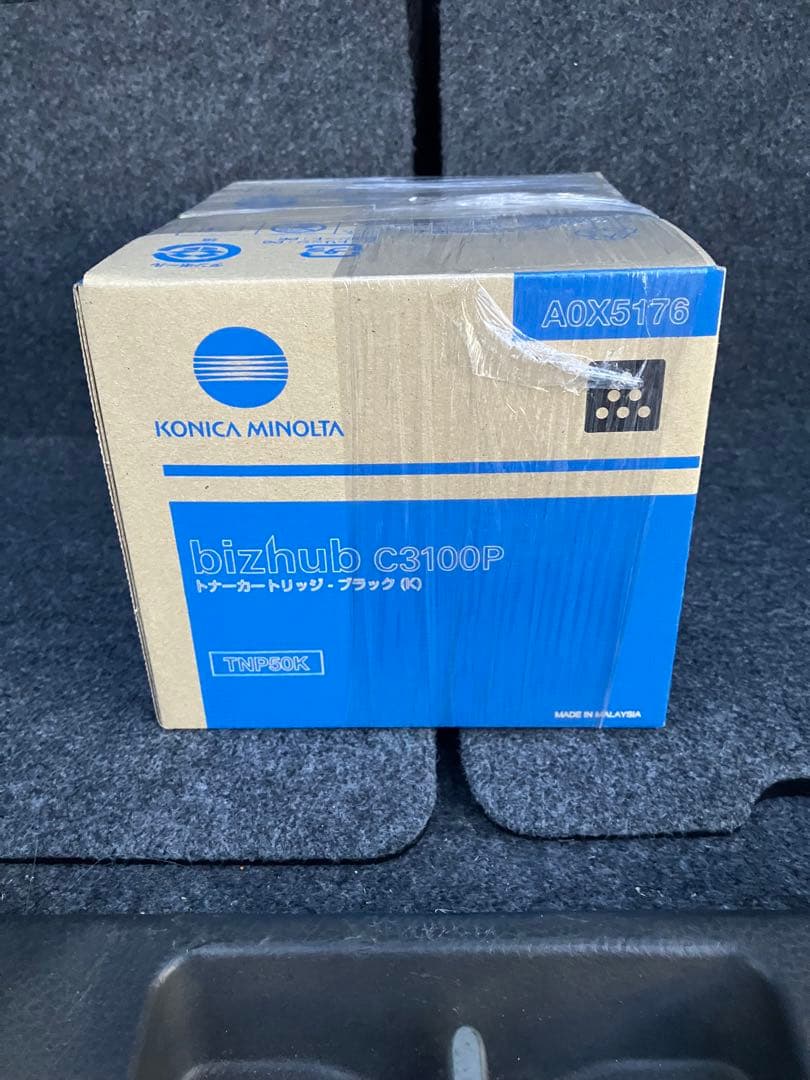 A0X5176
KONICA MINOLTA
bizhub C3100P
トナーカートリッジ - ブラック (K)
TNP50K
MADE IN MALAYSIA